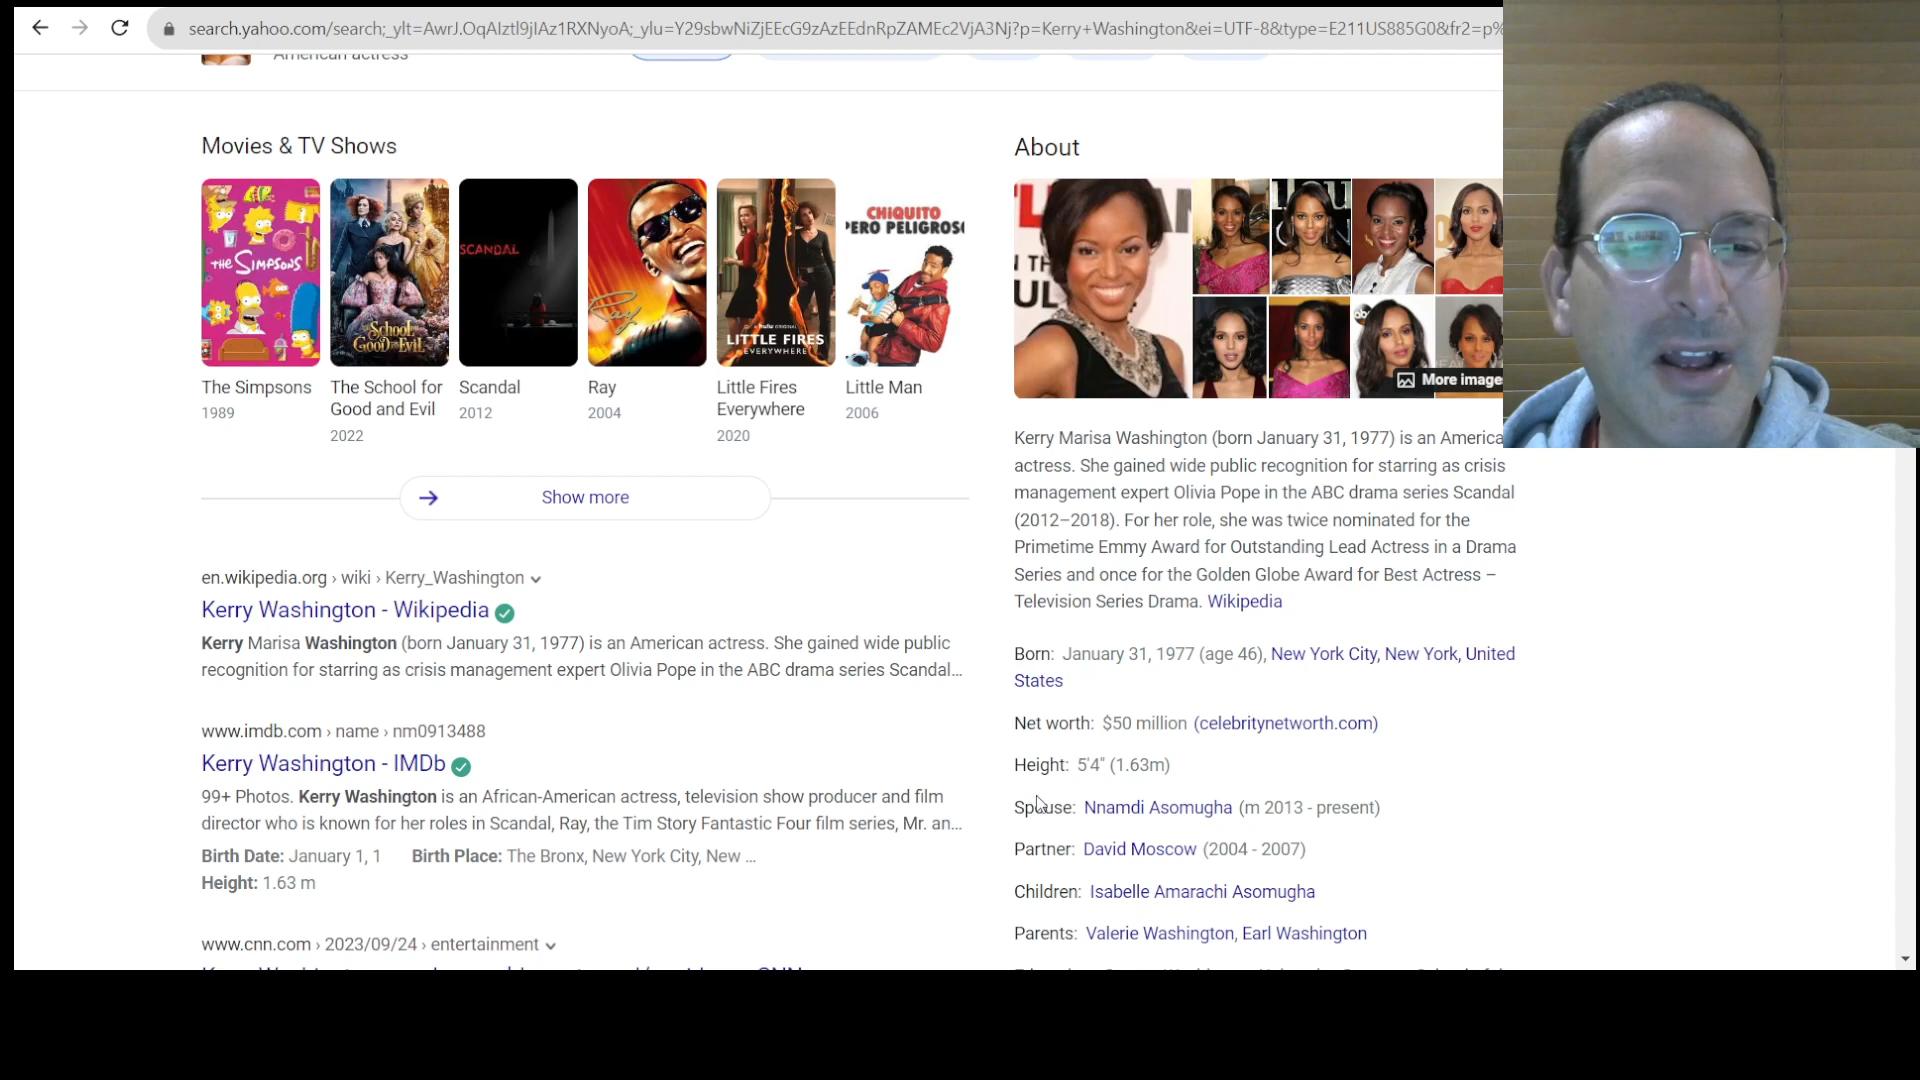 search.yahoo.com/search;_ylt=AwrJ.OqAIztl9jIAz1RXNyoA;_ylu=Y29sbwNiZjEEcG9zAzEEdnRpZAMEc2VjA3Nj?p=Kerry+Washington&ei=UTF-8&type=E211US885G0&fr2=p%
American actress
Movies & TV Shows
THE SIMPSONS
The School for GOOD AND EVIL
SCANDAL
Ray
LITTLE FIRES
EVERYWHERE
CHIQUITO
PERO PELIGROS
The Simpsons
1989
The School for
Good and Evil
2022
Scandal
2012
Ray
2004
Little Fires
Everywhere
2020
Little Man
2006
Show more
en.wikipedia.org › wiki › Kerry_Washington
Kerry Washington - Wikipedia
Kerry Marisa Washington (born January 31, 1977) is an American actress. She gained wide public
recognition for starring as crisis management expert Olivia Pope in the ABC drama series Scandal...
www.imdb.com › name › nm0913488
Kerry Washington - IMDb
99+ Photos. Kerry Washington is an African-American actress, television show producer and film
director who is known for her roles in Scandal, Ray, the Tim Story Fantastic Four film series, Mr. an...
Birth Date: January 1, 1 Birth Place: The Bronx, New York City, New ...
Height: 1.63 m
www.cnn.com › 2023/09/24 › entertainment
About
More image
Kerry Marisa Washington (born January 31, 1977) is an America
actress. She gained wide public recognition for starring as crisis
management expert Olivia Pope in the ABC drama series Scandal
(2012–2018). For her role, she was twice nominated for the
Primetime Emmy Award for Outstanding Lead Actress in a Drama
Series and once for the Golden Globe Award for Best Actress –
Television Series Drama. Wikipedia
Born: January 31, 1977 (age 46), New York City, New York, United
States
Net worth: $50 million (celebritynetworth.com)
Height: 5'4" (1.63m)
Spouse: Nnamdi Asomugha (m 2013 - present)
Partner: David Moscow (2004 - 2007)
Children: Isabelle Amarachi Asomugha
Parents: Valerie Washington, Earl Washington